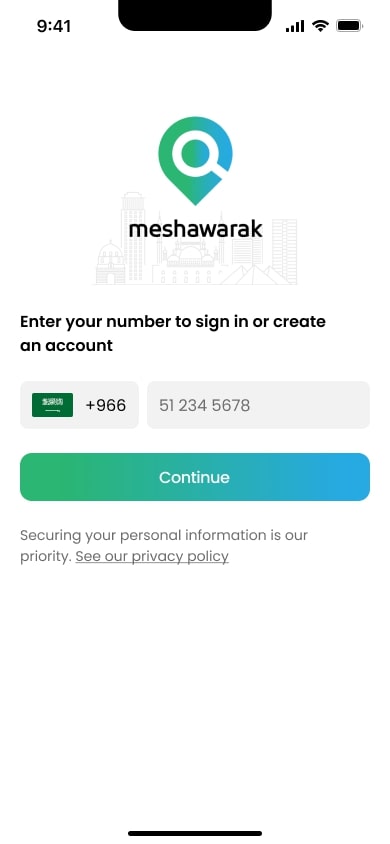 9:41
meshawarak
Enter your number to sign in or create
an account
+966
51 234 5678
Continue
Securing your personal information is our
priority. See our privacy policy